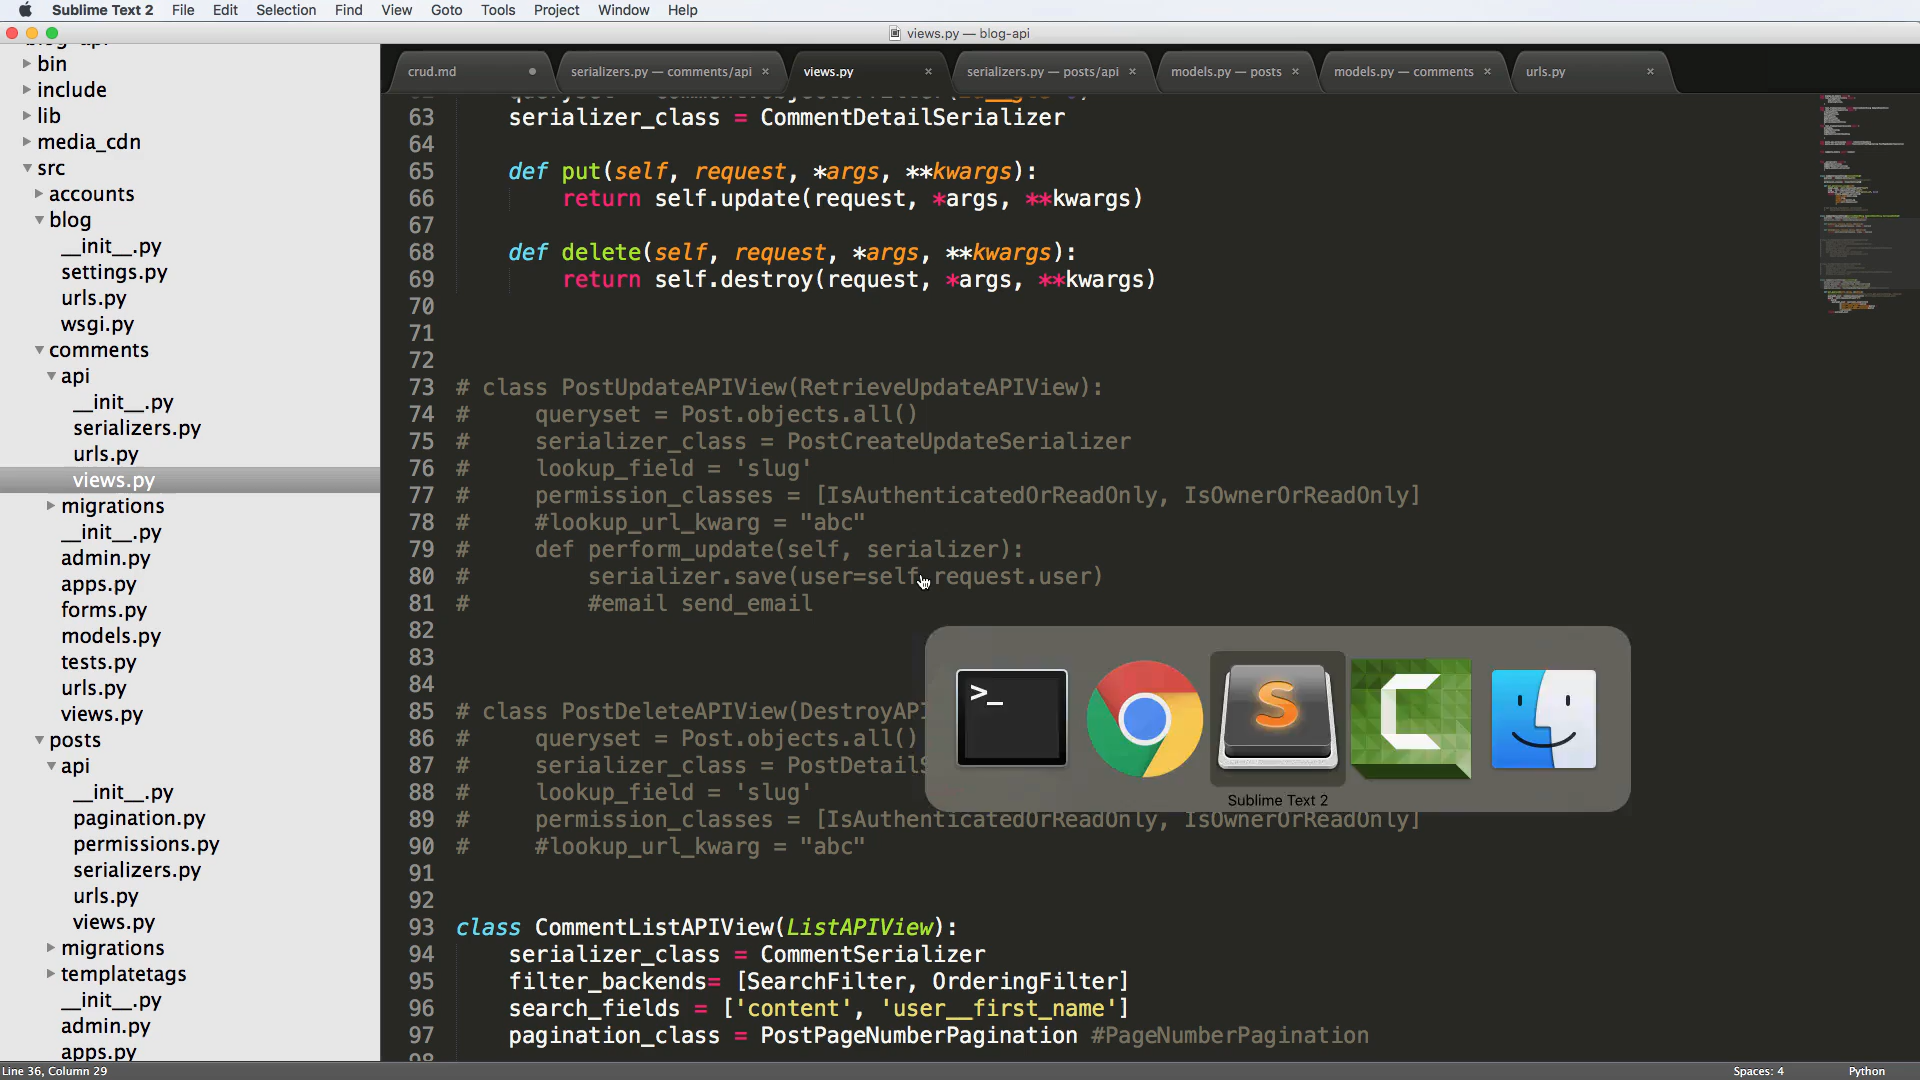 Sublime Text 2 File Edit Selection Find View Goto Tools Project Window Help
views.py — blog-api
bin
include
lib
media_cdn
src
accounts
blog
__init__.py
settings.py
urls.py
wsgi.py
comments
api
__init__.py
serializers.py
urls.py
views.py
migrations
__init__.py
admin.py
apps.py
forms.py
models.py
tests.py
urls.py
views.py
posts
api
__init__.py
pagination.py
permissions.py
serializers.py
urls.py
views.py
migrations
templatetags
__init__.py
admin.py
apps.py
crud.md serializers.py — comments/api views.py serializers.py — posts/api models.py — posts models.py — comments urls.py
63 serializer_class = CommentDetailSerializer
64
65 def put(self, request, *args, **kwargs):
66 return self.update(request, *args, **kwargs)
67
68 def delete(self, request, *args, **kwargs):
69 return self.destroy(request, *args, **kwargs)
70
71
72
73 # class PostUpdateAPIView(RetrieveUpdateAPIView):
74 # queryset = Post.objects.all()
75 # serializer_class = PostCreateUpdateSerializer
76 # lookup_field = 'slug'
77 # permission_classes = [IsAuthenticatedOrReadOnly, IsOwnerOrReadOnly]
78 # #lookup_url_kwarg = "abc"
79 # def perform_update(self, serializer):
80 # serializer.save(user=self.request.user)
81 # #email send_email
82
83
84
85 # class PostDeleteAPIView(DestroyAPI
86 # queryset = Post.objects.all()
87 # serializer_class = PostDetailS
88 # lookup_field = 'slug'
89 # permission_classes = [IsAuthenticatedOrReadOnly, IsOwnerOrReadOnly]
90 # #lookup_url_kwarg = "abc"
91
92
93 class CommentListAPIView(ListAPIView):
94 serializer_class = CommentSerializer
95 filter_backends= [SearchFilter, OrderingFilter]
96 search_fields = ['content', 'user__first_name']
97 pagination_class = PostPageNumberPagination #PageNumberPagination
98
>_
S
Sublime Text 2
Line 36, Column 29 Spaces: 4 Python